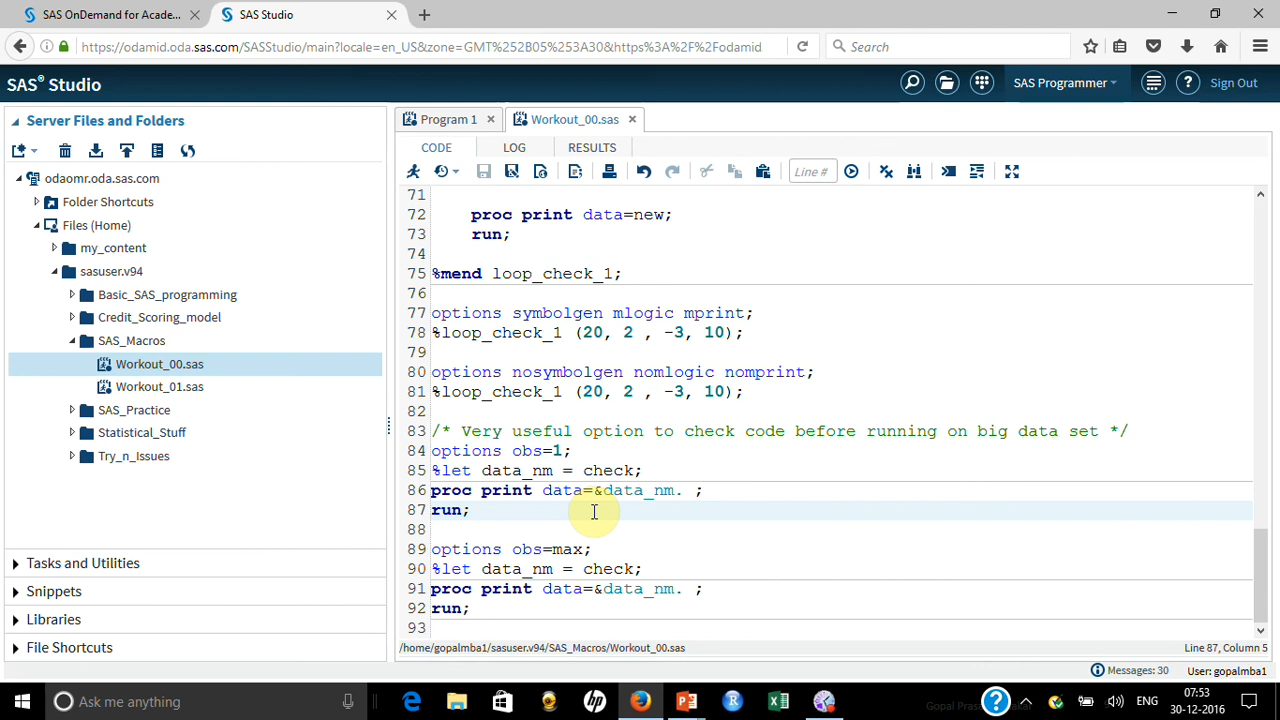 SAS OnDemand for Acade...
SAS Studio
https://odamid.oda.sas.com/SASStudio/main?locale=en_US&zone=GMT%252B05%253A30&https%3A%2F%2Fodamid
Search
SAS® Studio
SAS Programmer
Sign Out
Server Files and Folders
odaomr.oda.sas.com
Folder Shortcuts
Files (Home)
my_content
sasuser.v94
Basic_SAS_programming
Credit_Scoring_model
SAS_Macros
Workout_00.sas
Workout_01.sas
SAS_Practice
Statistical_Stuff
Try_n_Issues
Tasks and Utilities
Snippets
Libraries
File Shortcuts
Program 1
Workout_00.sas
CODE LOG RESULTS
Line #
71
72 proc print data=new;
73 run;
74
75 %mend loop_check_1;
76
77 options symbolgen mlogic mprint;
78 %loop_check_1 (20, 2 , -3, 10);
79
80 options nosymbolgen nomlogic nomprint;
81 %loop_check_1 (20, 2 , -3, 10);
82
83 /* Very useful option to check code before running on big data set */
84 options obs=1;
85 %let data_nm = check;
86 proc print data=&data_nm. ;
87 run;
88
89 options obs=max;
90 %let data_nm = check;
91 proc print data=&data_nm. ;
92 run;
93
/home/gopalmba1/sasuser.v94/SAS_Macros/Workout_00.sas
Line 87, Column 5
Messages: 30
User: gopalmba1
Ask me anything
ENG
07:53
30-12-2016